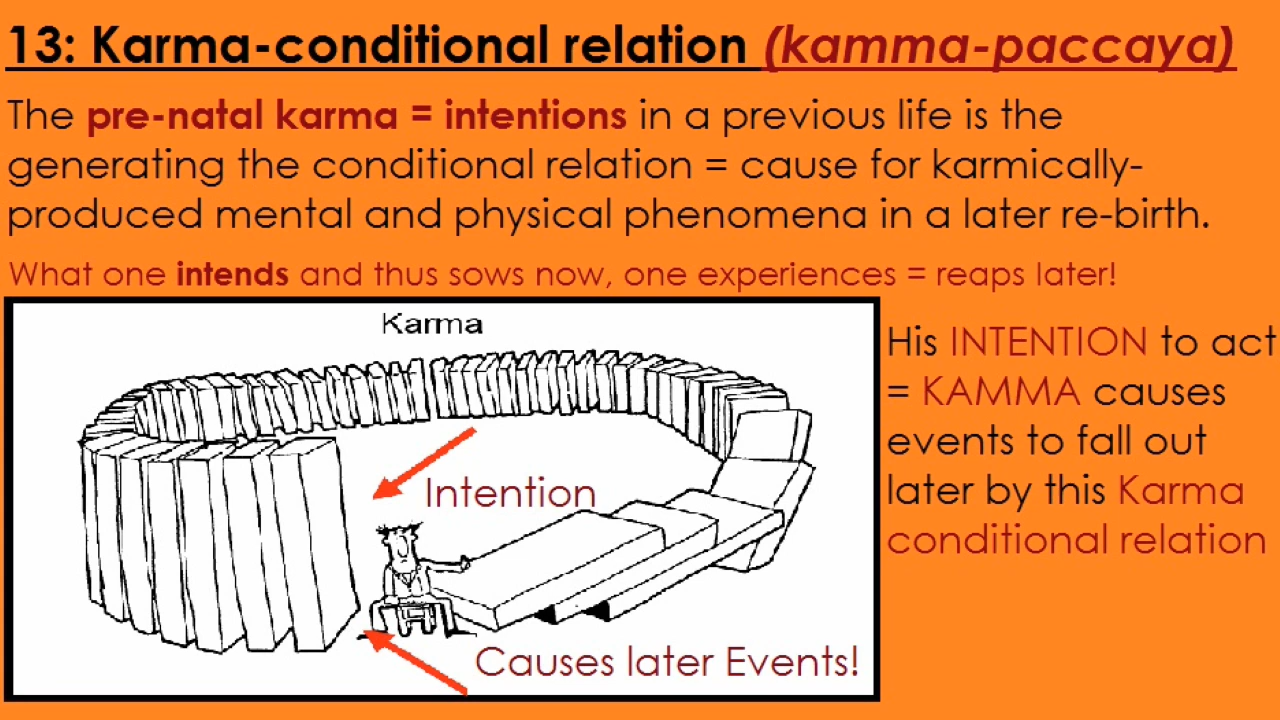 13: Karma-conditional relation (kamma-paccaya)
The pre-natal karma = intentions in a previous life is the
generating the conditional relation = cause for karmically-
produced mental and physical phenomena in a later re-birth.
What one intends and thus sows now, one experiences = reaps later!
Karma
Intention
Causes later Events!
His INTENTION to act
= KAMMA causes
events to fall out
later by this Karma
conditional relation